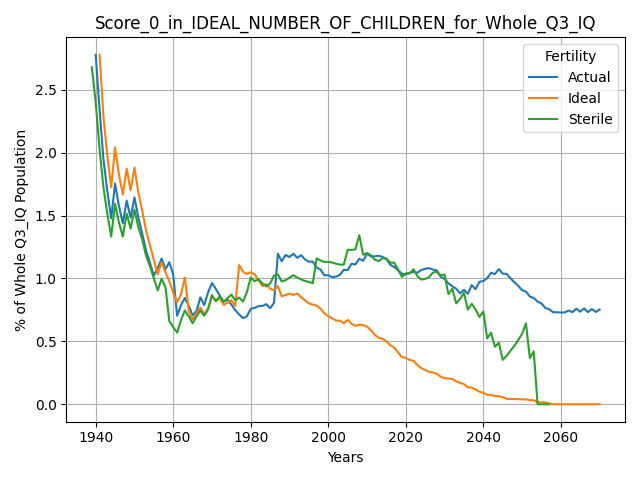 Score_0_in_IDEAL_NUMBER_OF_CHILDREN_for_Whole_Q3_IQ
Fertility
Actual
Ideal
Sterile
% of Whole Q3_IQ Population
2.5
2.0
1.5
1.0
0.5
0.0
1940 1960 1980 2000 2020 2040 2060
Years